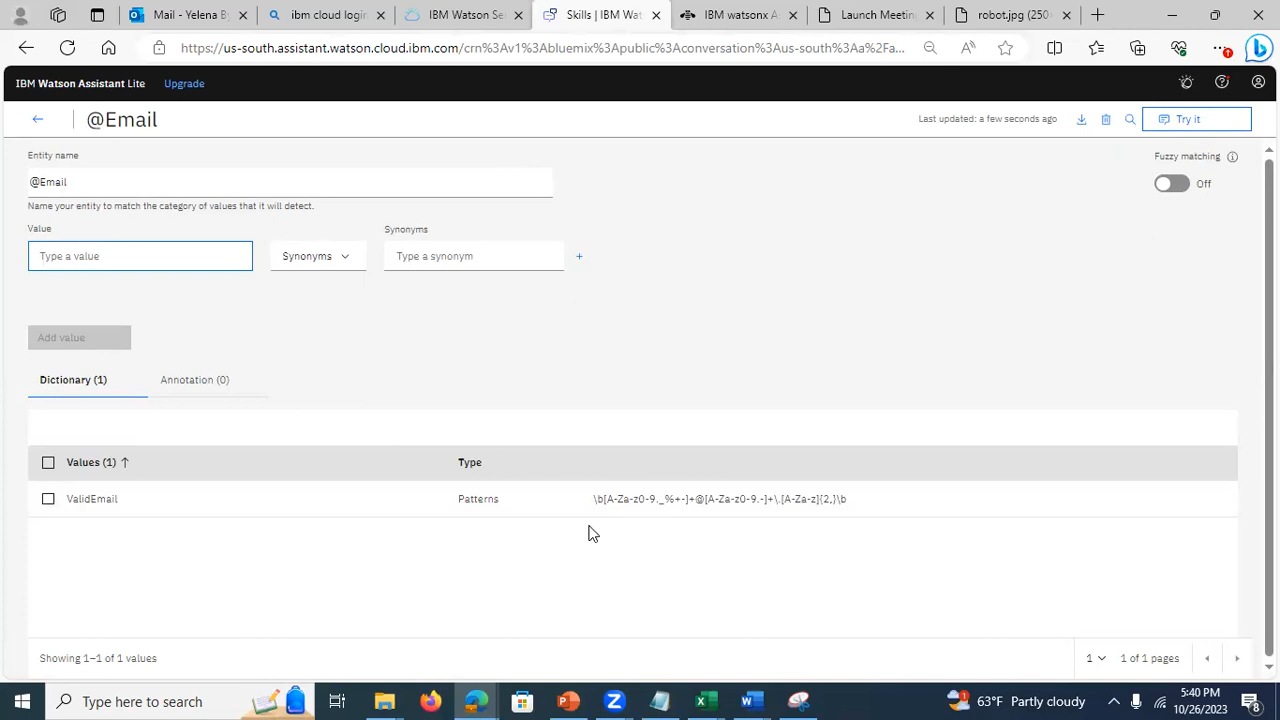 Mail - Yelena By
ibm cloud login
IBM Watson Se
Skills | IBM Wat
IBM watsonx A
Launch Meetin
robot.jpg (250×
https://us-south.assistant.watson.cloud.ibm.com/crn%3Av1%3Abluemix%3Apublic%3Aconversation%3Aus-south%3Aa%2Fa...
IBM Watson Assistant Lite
Upgrade
@Email
Last updated: a few seconds ago
Try it
Entity name
Fuzzy matching
@Email
Off
Name your entity to match the category of values that it will detect.
Value
Synonyms
Type a value
Synonyms
Type a synonym
+
Add value
Dictionary (1)
Annotation (0)
Values (1)
Type
ValidEmail
Patterns
\b[A-Za-z0-9._%+-]+@[A-Za-z0-9.-]+\.[A-Za-z]{2,}\b
Showing 1–1 of 1 values
1
1 of 1 pages
Type here to search
63°F Partly cloudy
5:40 PM
10/26/2023
8